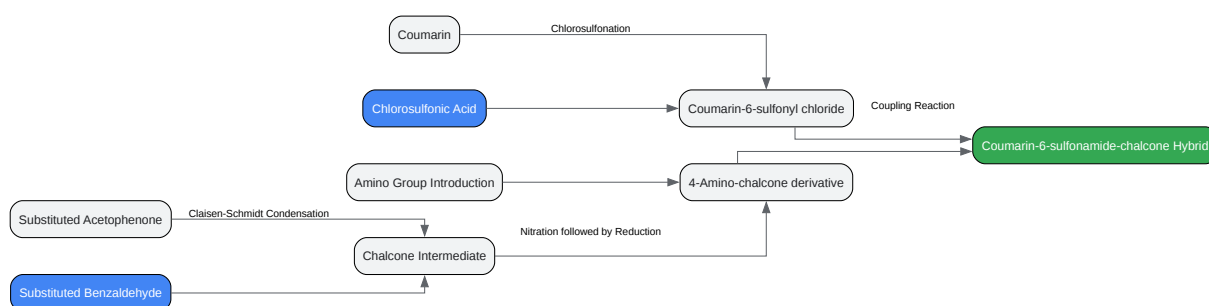 Coumarin
Chlorosulfonation
Chlorosulfonic Acid
Coumarin-6-sulfonyl chloride
Coupling Reaction
Coumarin-6-sulfonamide-chalcone Hybrid
Amino Group Introduction
4-Amino-chalcone derivative
Substituted Acetophenone
Claisen-Schmidt Condensation
Nitration followed by Reduction
Chalcone Intermediate
Substituted Benzaldehyde